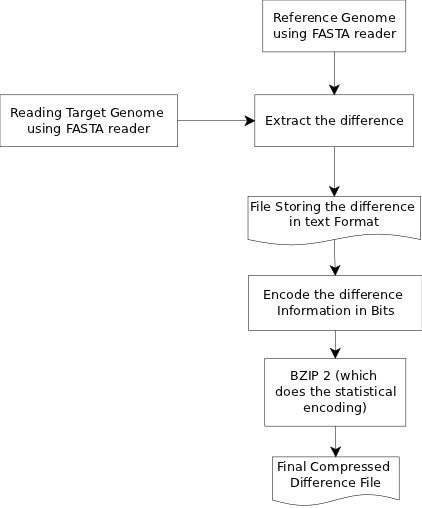 Reference Genome
using FASTA reader
Reading Target Genome
using FASTA reader
Extract the difference
File Storing the difference
in text Format
Encode the difference
Information in Bits
BZIP 2 (which
does the statistical
encoding)
Final Compressed
Difference File